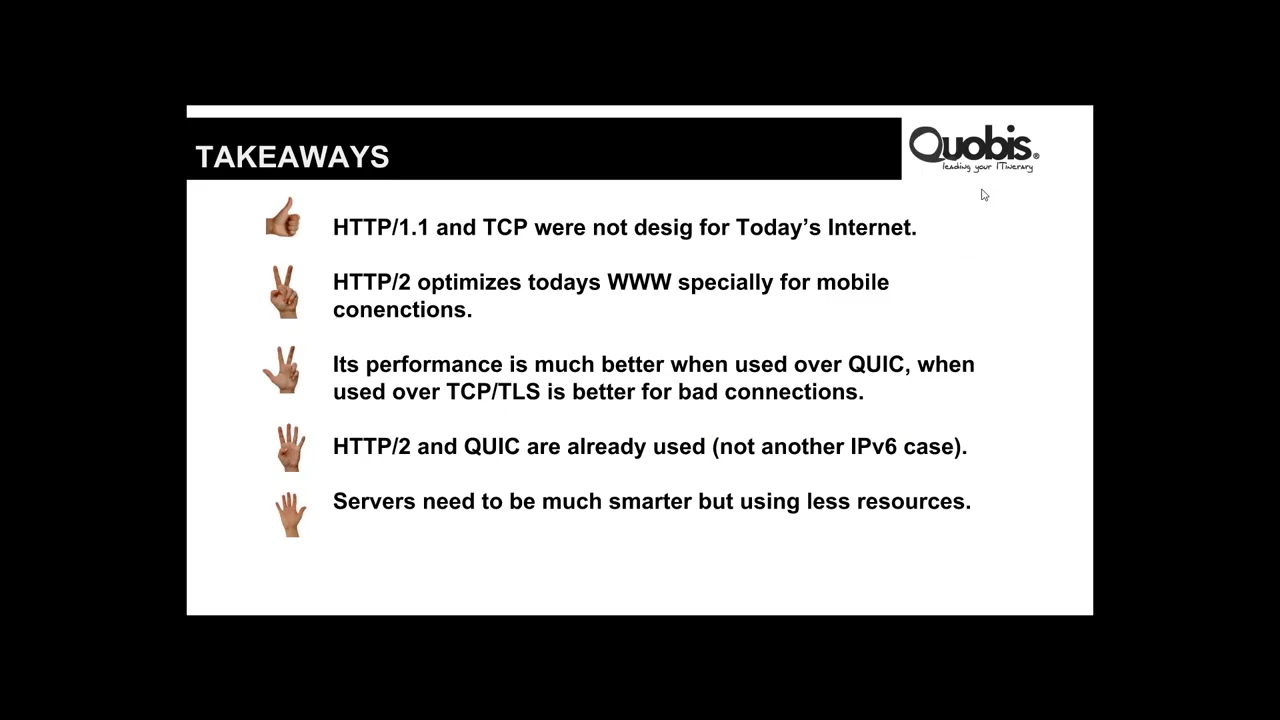 TAKEAWAYS
Quobis®
leading your ITinerary
HTTP/1.1 and TCP were not desig for Today’s Internet.
HTTP/2 optimizes todays WWW specially for mobile
conenctions.
Its performance is much better when used over QUIC, when
used over TCP/TLS is better for bad connections.
HTTP/2 and QUIC are already used (not another IPv6 case).
Servers need to be much smarter but using less resources.